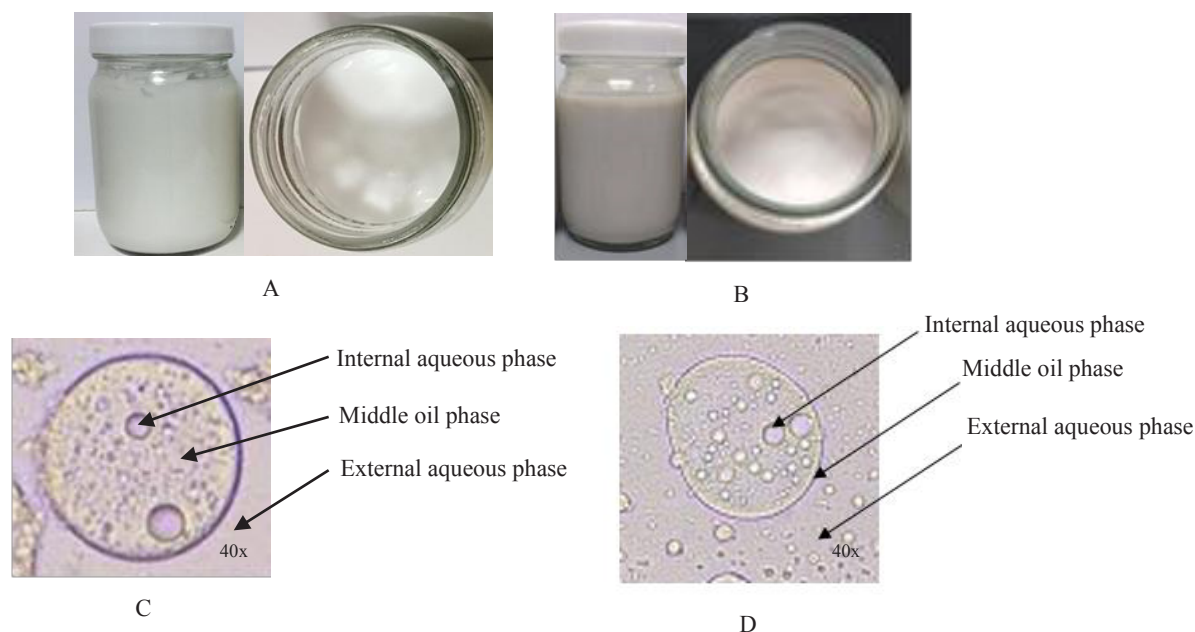 A
B
Internal aqueous phase
Middle oil phase
External aqueous phase
40x
C
Internal aqueous phase
Middle oil phase
External aqueous phase
40x
D